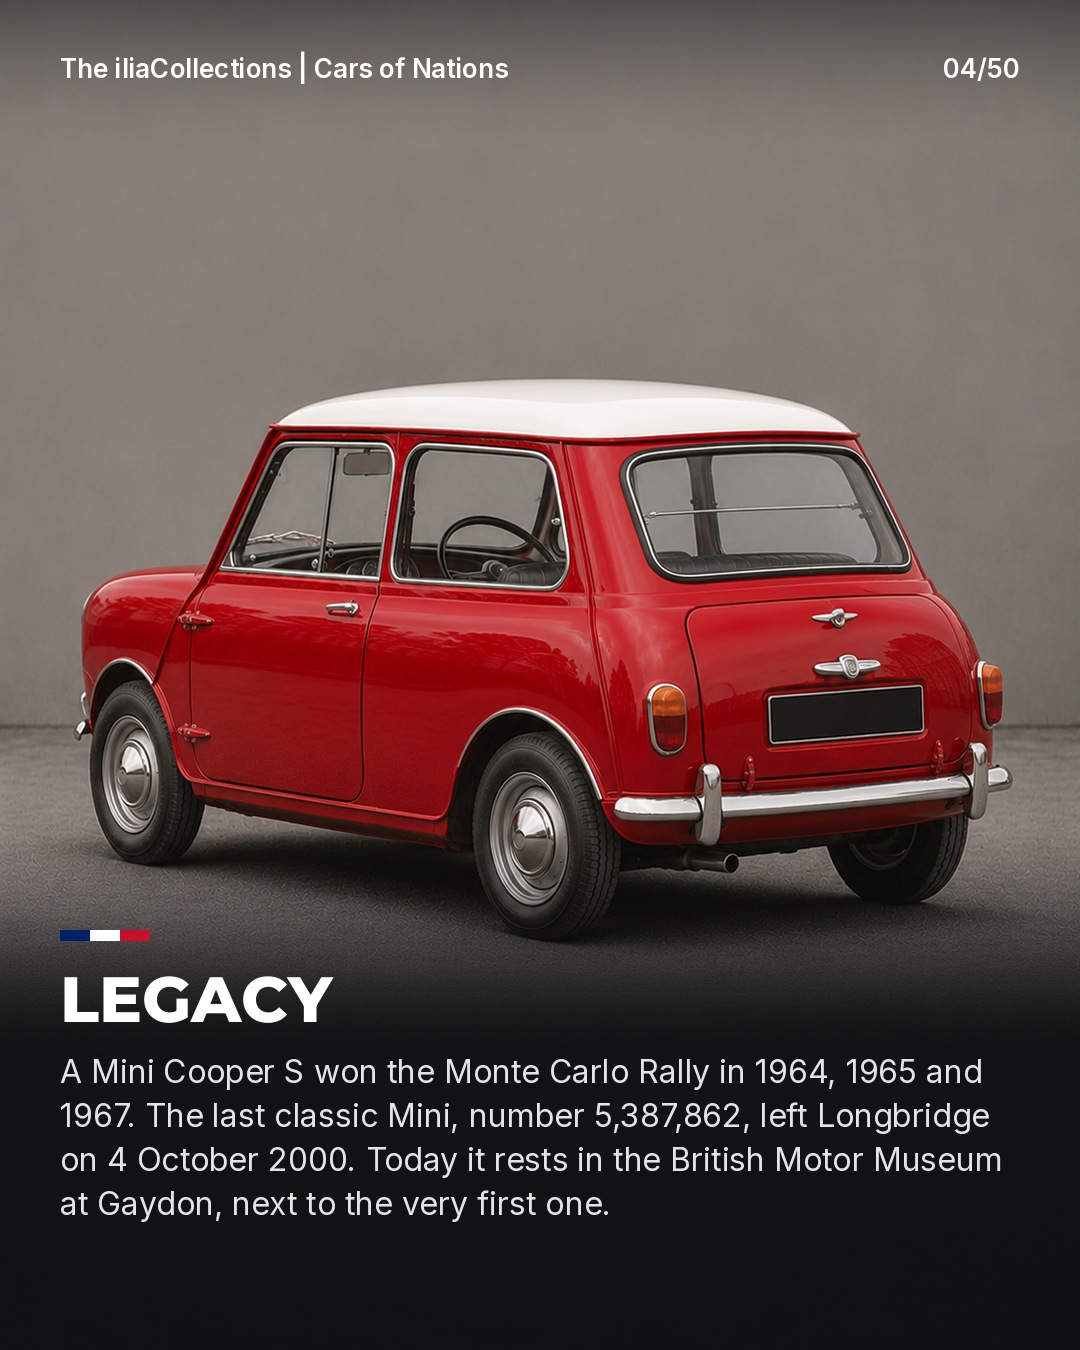 The iliaCollections | Cars of Nations
04/50
LEGACY
A Mini Cooper S won the Monte Carlo Rally in 1964, 1965 and
1967. The last classic Mini, number 5,387,862, left Longbridge
on 4 October 2000. Today it rests in the British Motor Museum
at Gaydon, next to the very first one.